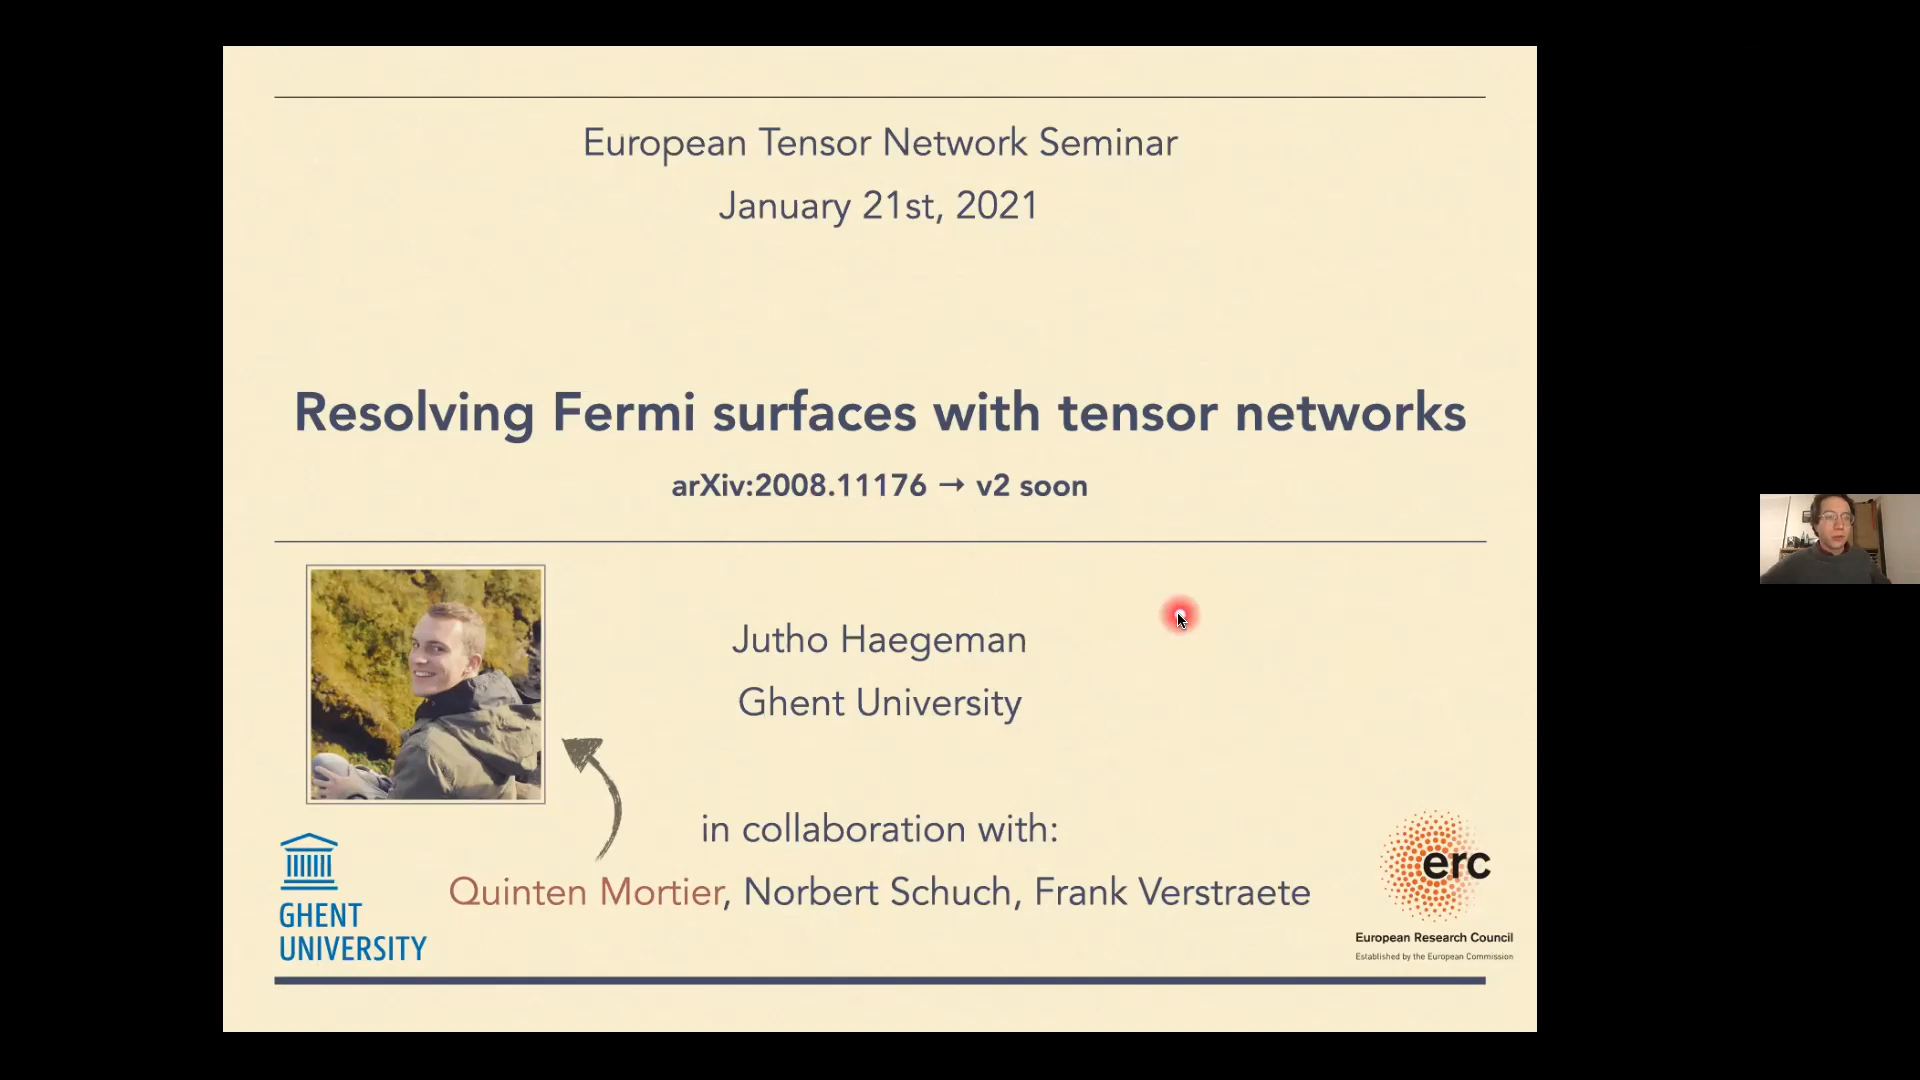 European Tensor Network Seminar
January 21st, 2021
Resolving Fermi surfaces with tensor networks
arXiv:2008.11176 → v2 soon
Jutho Haegeman
Ghent University
in collaboration with:
Quinten Mortier, Norbert Schuch, Frank Verstraete
GHENT
UNIVERSITY
erc
European Research Council
Established by the European Commission